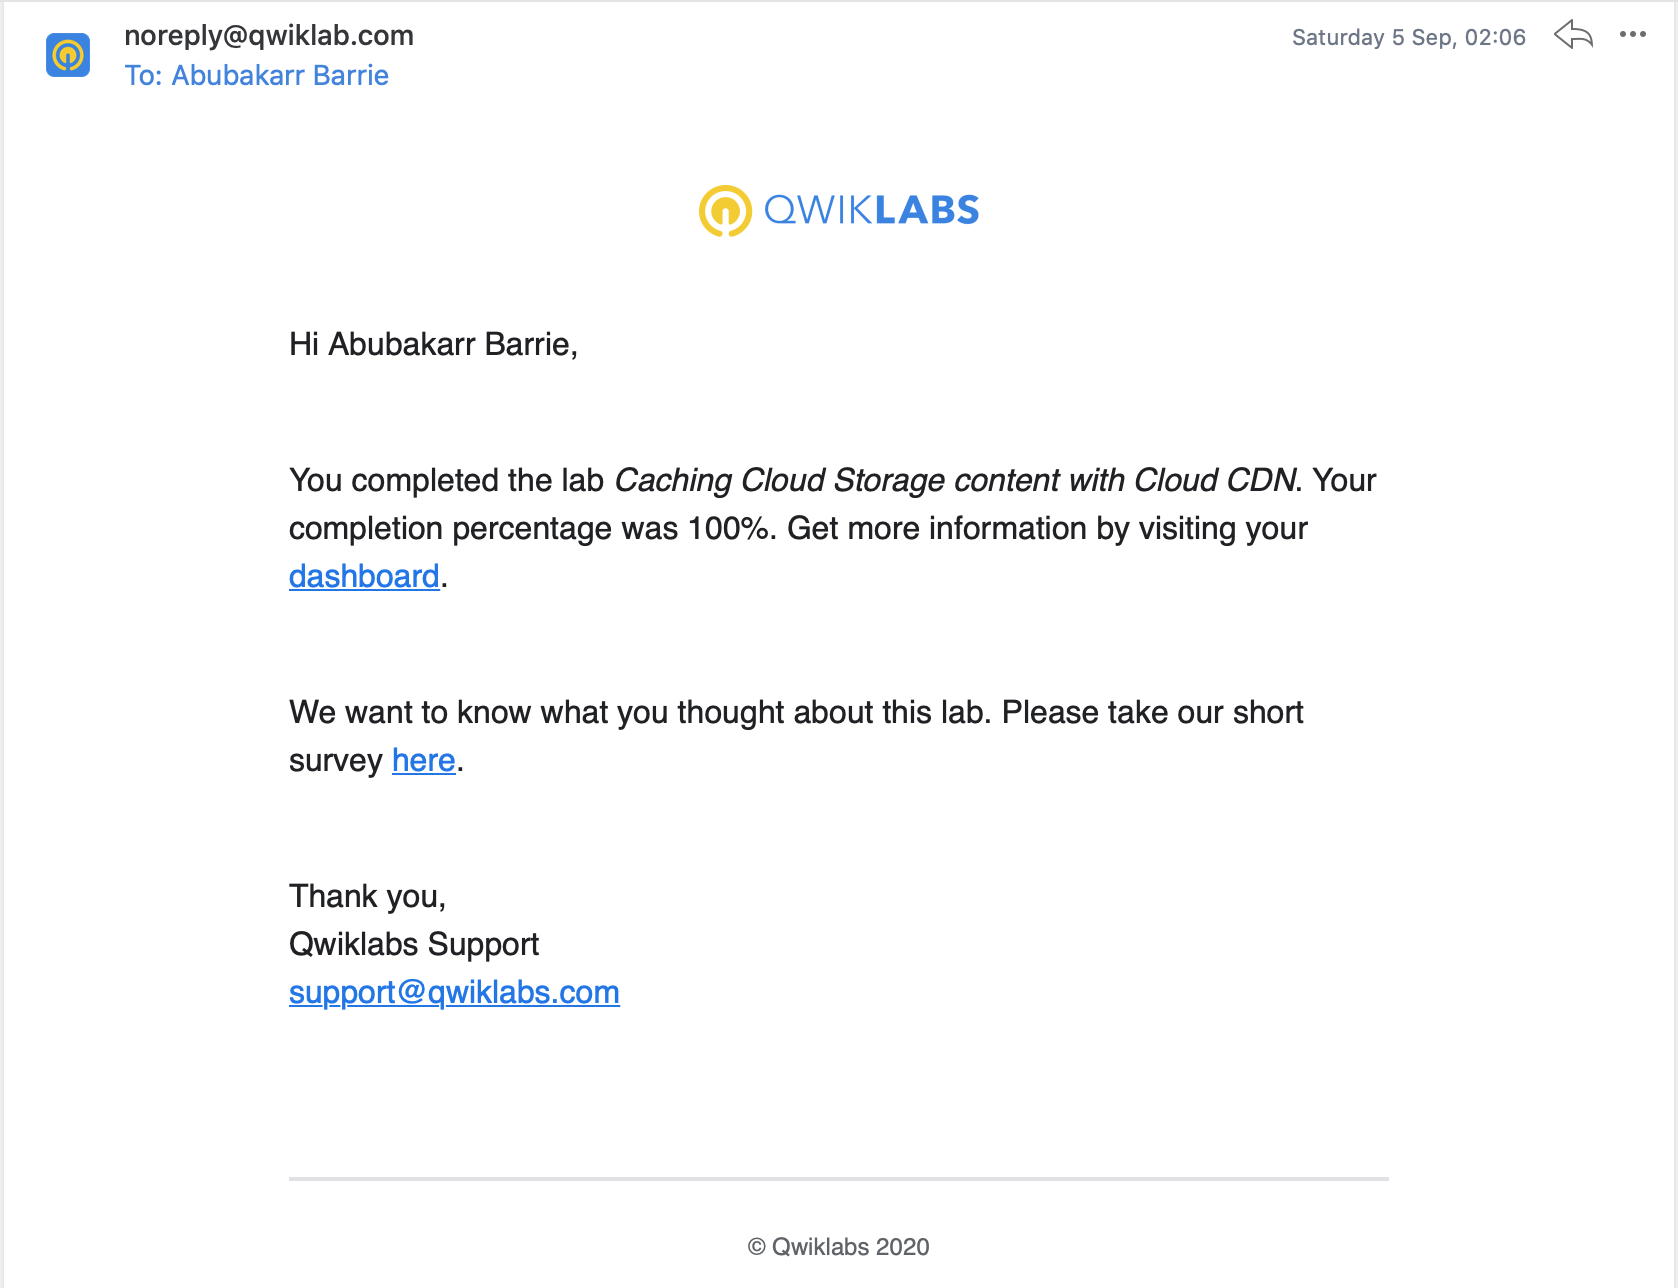 noreply@qwiklab.com
Saturday 5 Sep, 02:06
To: Abubakarr Barrie
QWIKLABS
Hi Abubakarr Barrie,
You completed the lab Caching Cloud Storage content with Cloud CDN. Your
completion percentage was 100%. Get more information by visiting your
dashboard.
We want to know what you thought about this lab. Please take our short
survey here.
Thank you,
Qwiklabs Support
support@qwiklabs.com
© Qwiklabs 2020